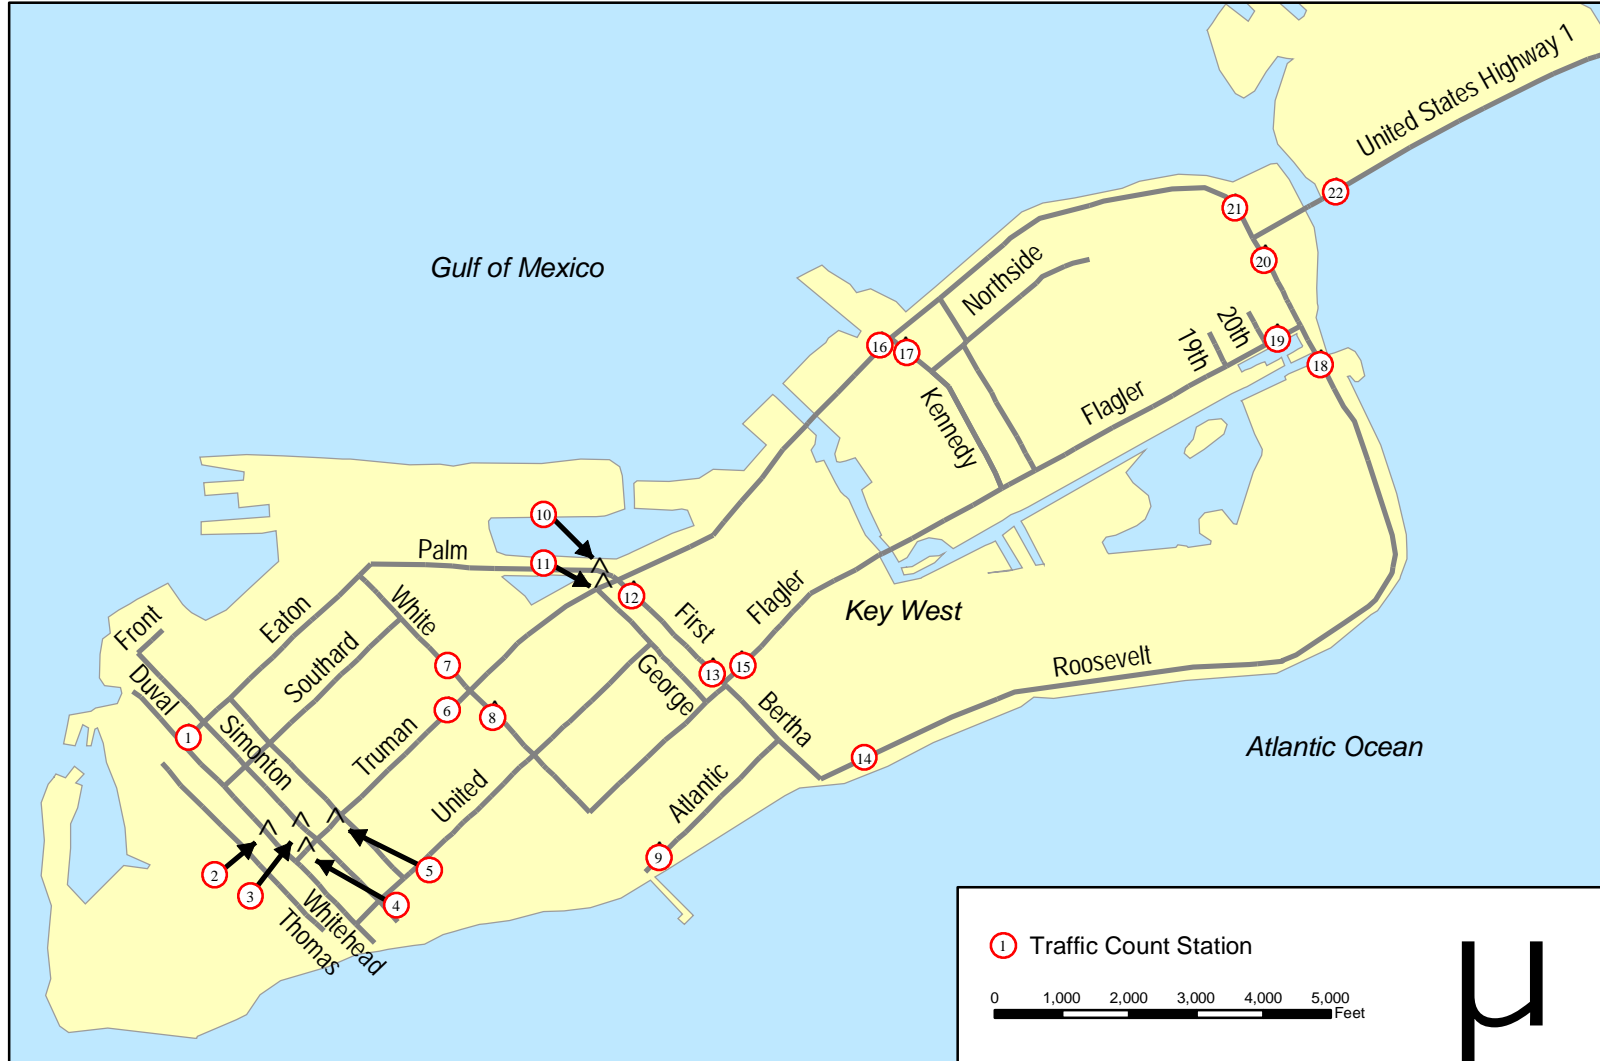 United States Highway 1
22
21
Gulf of Mexico
Northside
20
16
17
19th
20th
19
18
Kennedy
Flagler
10
Palm
11
White
12
First
Flagler
Key West
Front
Eaton
Southard
7
13
15
George
Roosevelt
Duval
6
8
Bertha
1
Simonton
Truman
14
Atlantic Ocean
United
Atlantic
9
2
3
5
4
Whitehead
Thomas
1 Traffic Count Station
0 1,000 2,000 3,000 4,000 5,000
Feet
µ